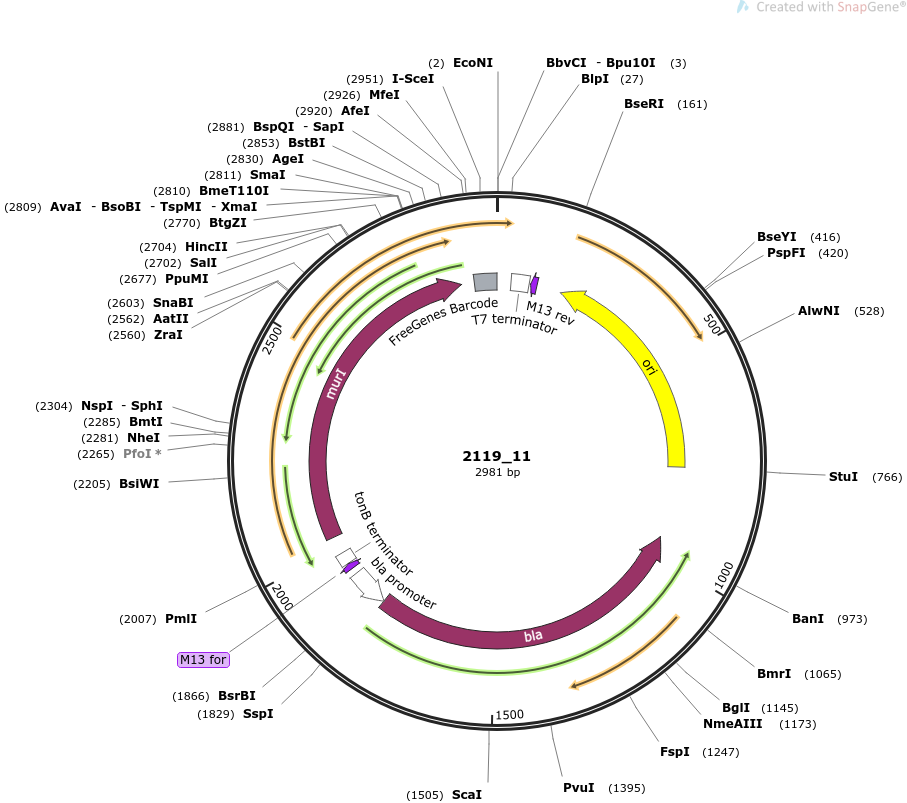 Created with SnapGene®
(2) EcoNI
BbvCI - Bpu10I (3)
(2951) I-SceI
BlpI (27)
(2926) MfeI
BseRI (161)
(2920) AfeI
(2881) BspQI - SapI
(2853) BstBI
(2830) AgeI
(2811) SmaI
(2810) BmeT110I
(2809) AvaI - BsoBI - TspMI - XmaI
(2770) BtgZI
BseYI (416)
(2704) HincII
PspFI (420)
(2702) SalI
(2677) PpuMI
(2603) SnaBI
AlwNI (528)
(2562) AatII
(2560) ZraI
500
2500
FreeGenes Barcode
M13 rev
T7 terminator
ori
murI
(2304) NspI - SphI
(2285) BmtI
(2281) NheI
(2265) PfoI *
(2205) BsiWI
2119_11
2981 bp
StuI (766)
tonB terminator
bla promoter
1000
2000
(2007) PmlI
BanI (973)
bla
M13 for
BmrI (1065)
(1866) BsrBI
BglI (1145)
(1829) SspI
NmeAIII (1173)
1500
FspI (1247)
PvuI (1395)
(1505) ScaI